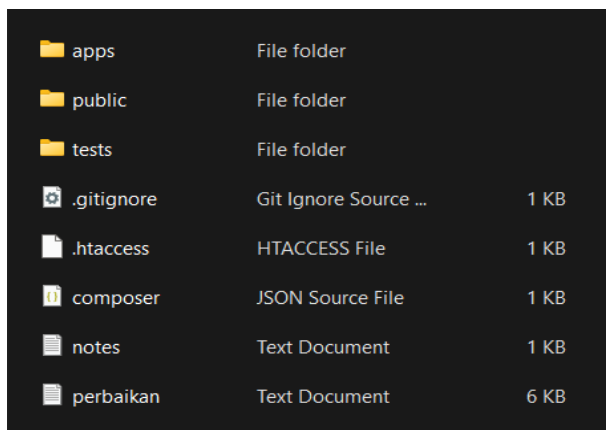 apps File folder
public File folder
tests File folder
.gitignore Git Ignore Source ... 1 KB
.htaccess HTACCESS File 1 KB
composer JSON Source File 1 KB
notes Text Document 1 KB
perbaikan Text Document 6 KB